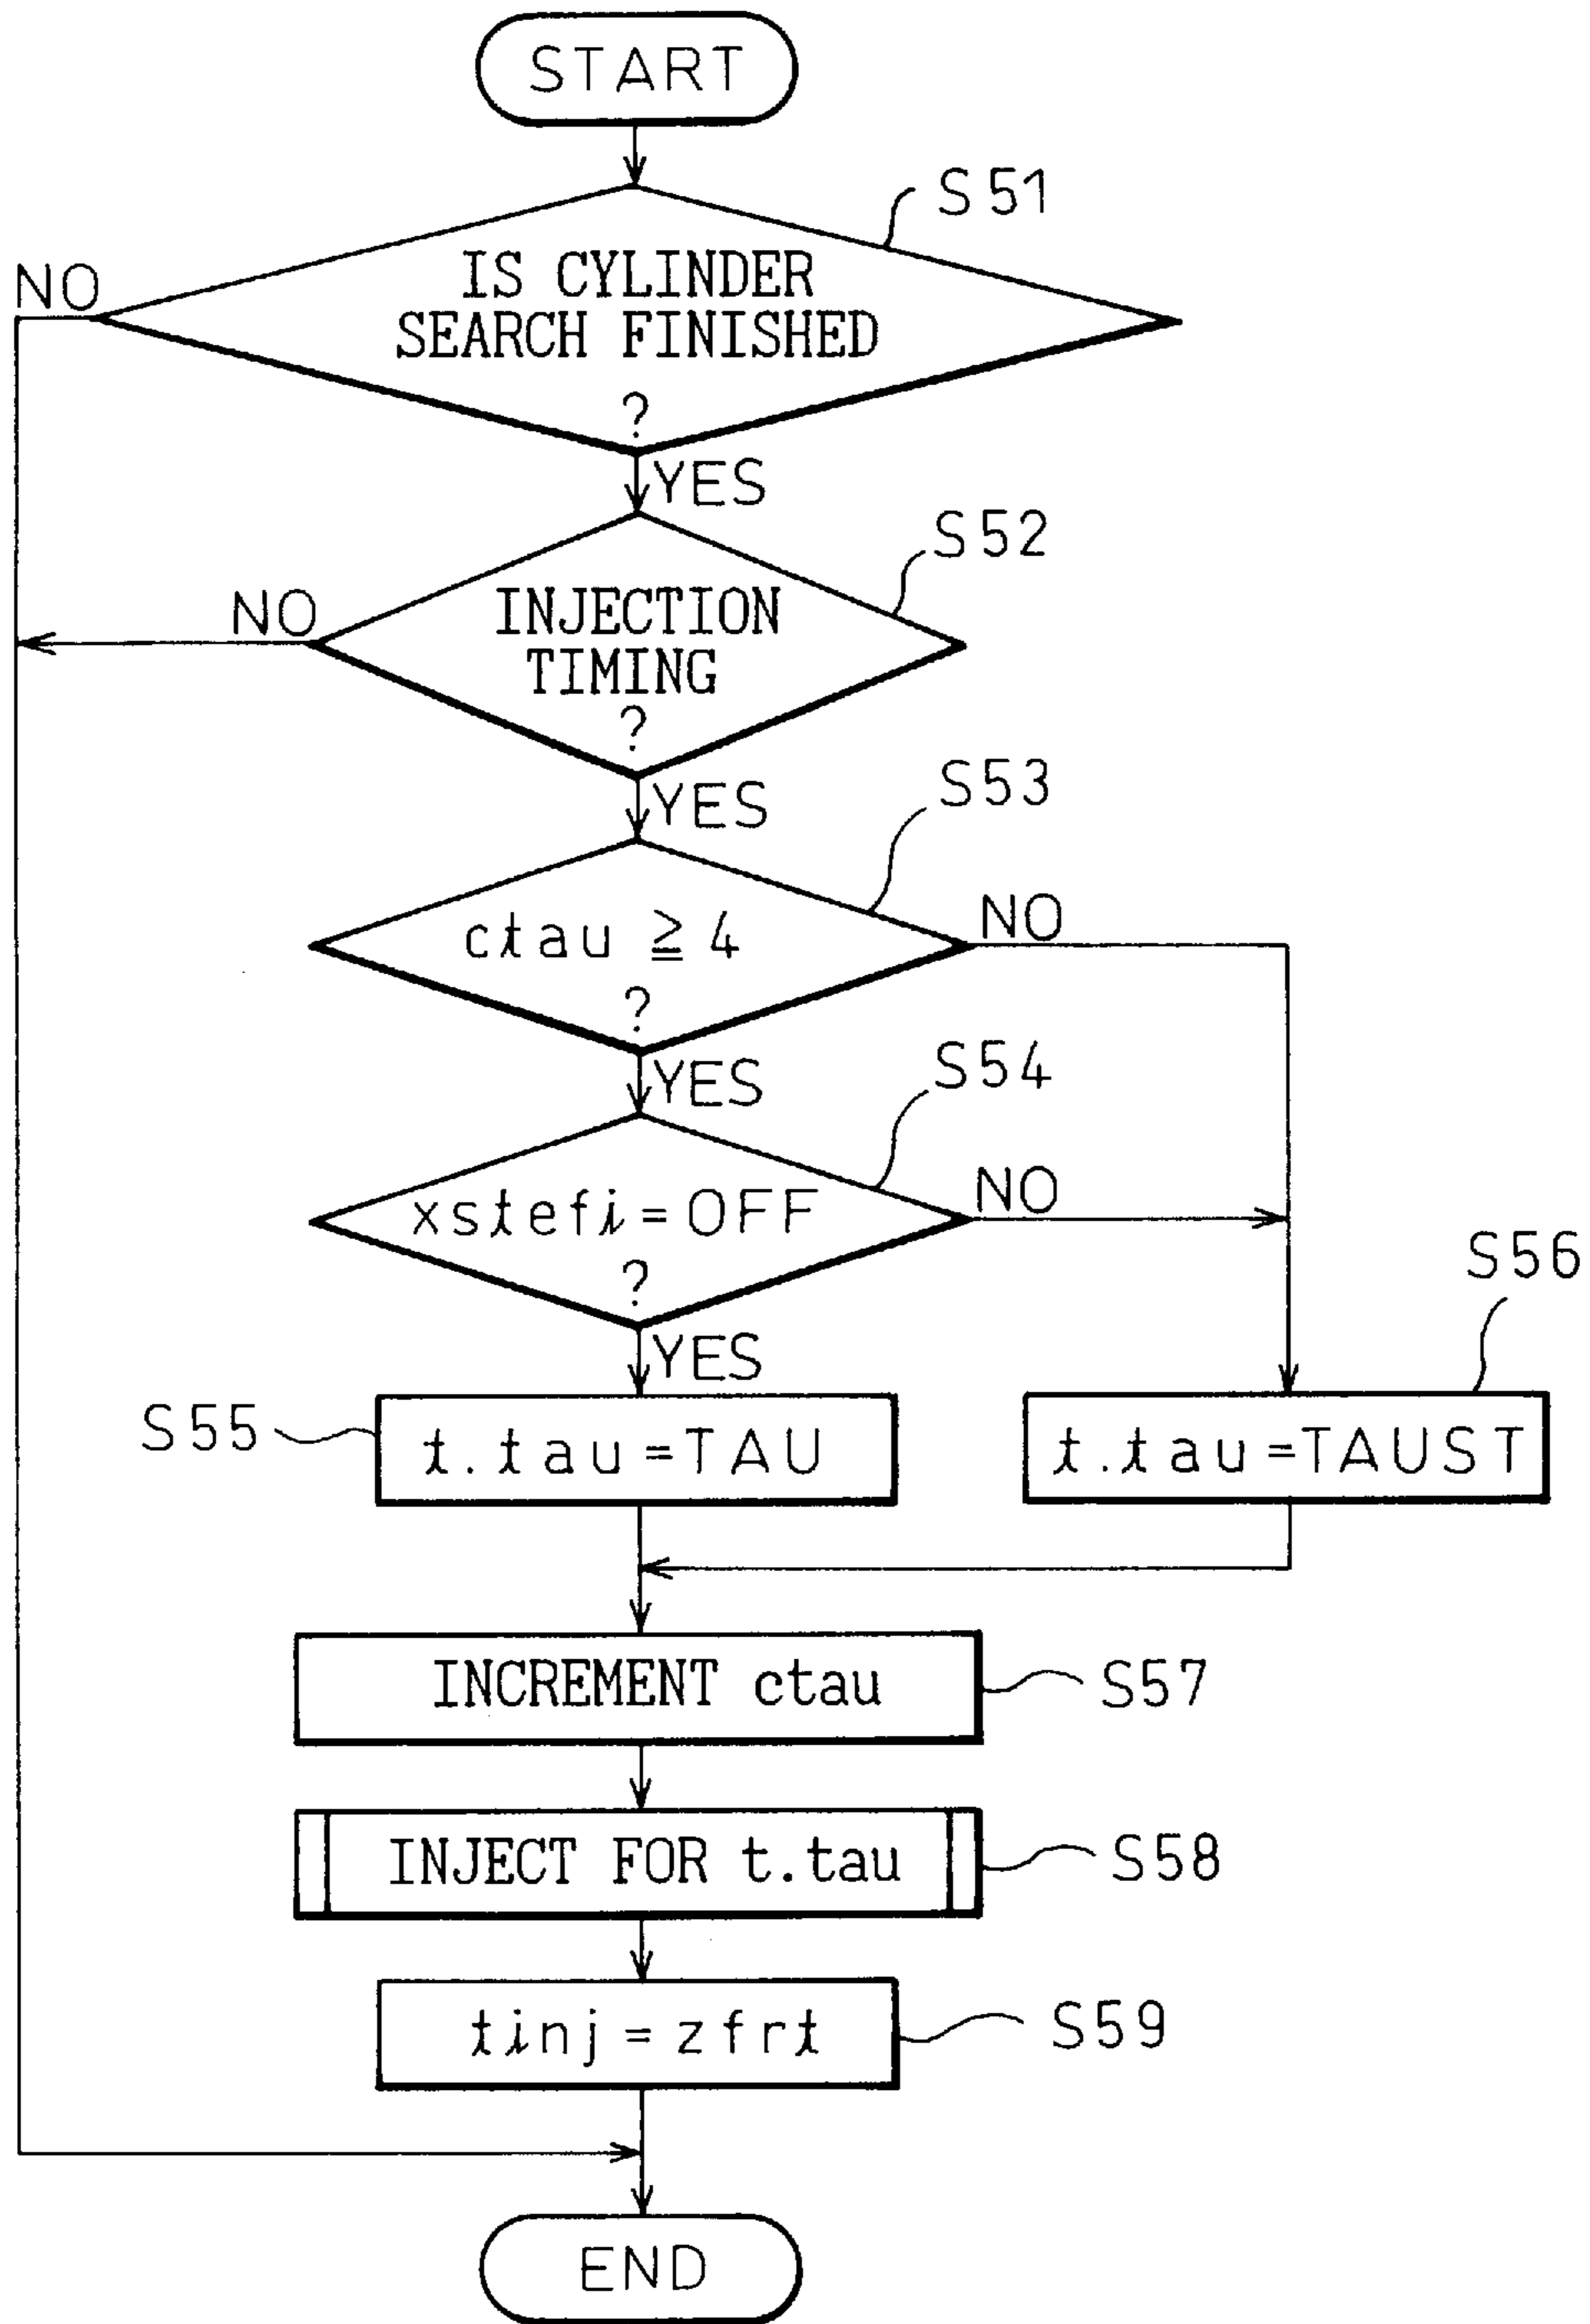 START
S51
IS CYLINDER
SEARCH FINISHED
?
NO
YES
S52
INJECTION
TIMING
?
NO
YES
S53
ctau ≧ 4
?
NO
YES
S54
xstefi=OFF
?
NO
YES
S55
t.tau=TAU
S56
t.tau=TAUST
INCREMENT ctau
S57
INJECT FOR t.tau
S58
tinj=zfrt
S59
END